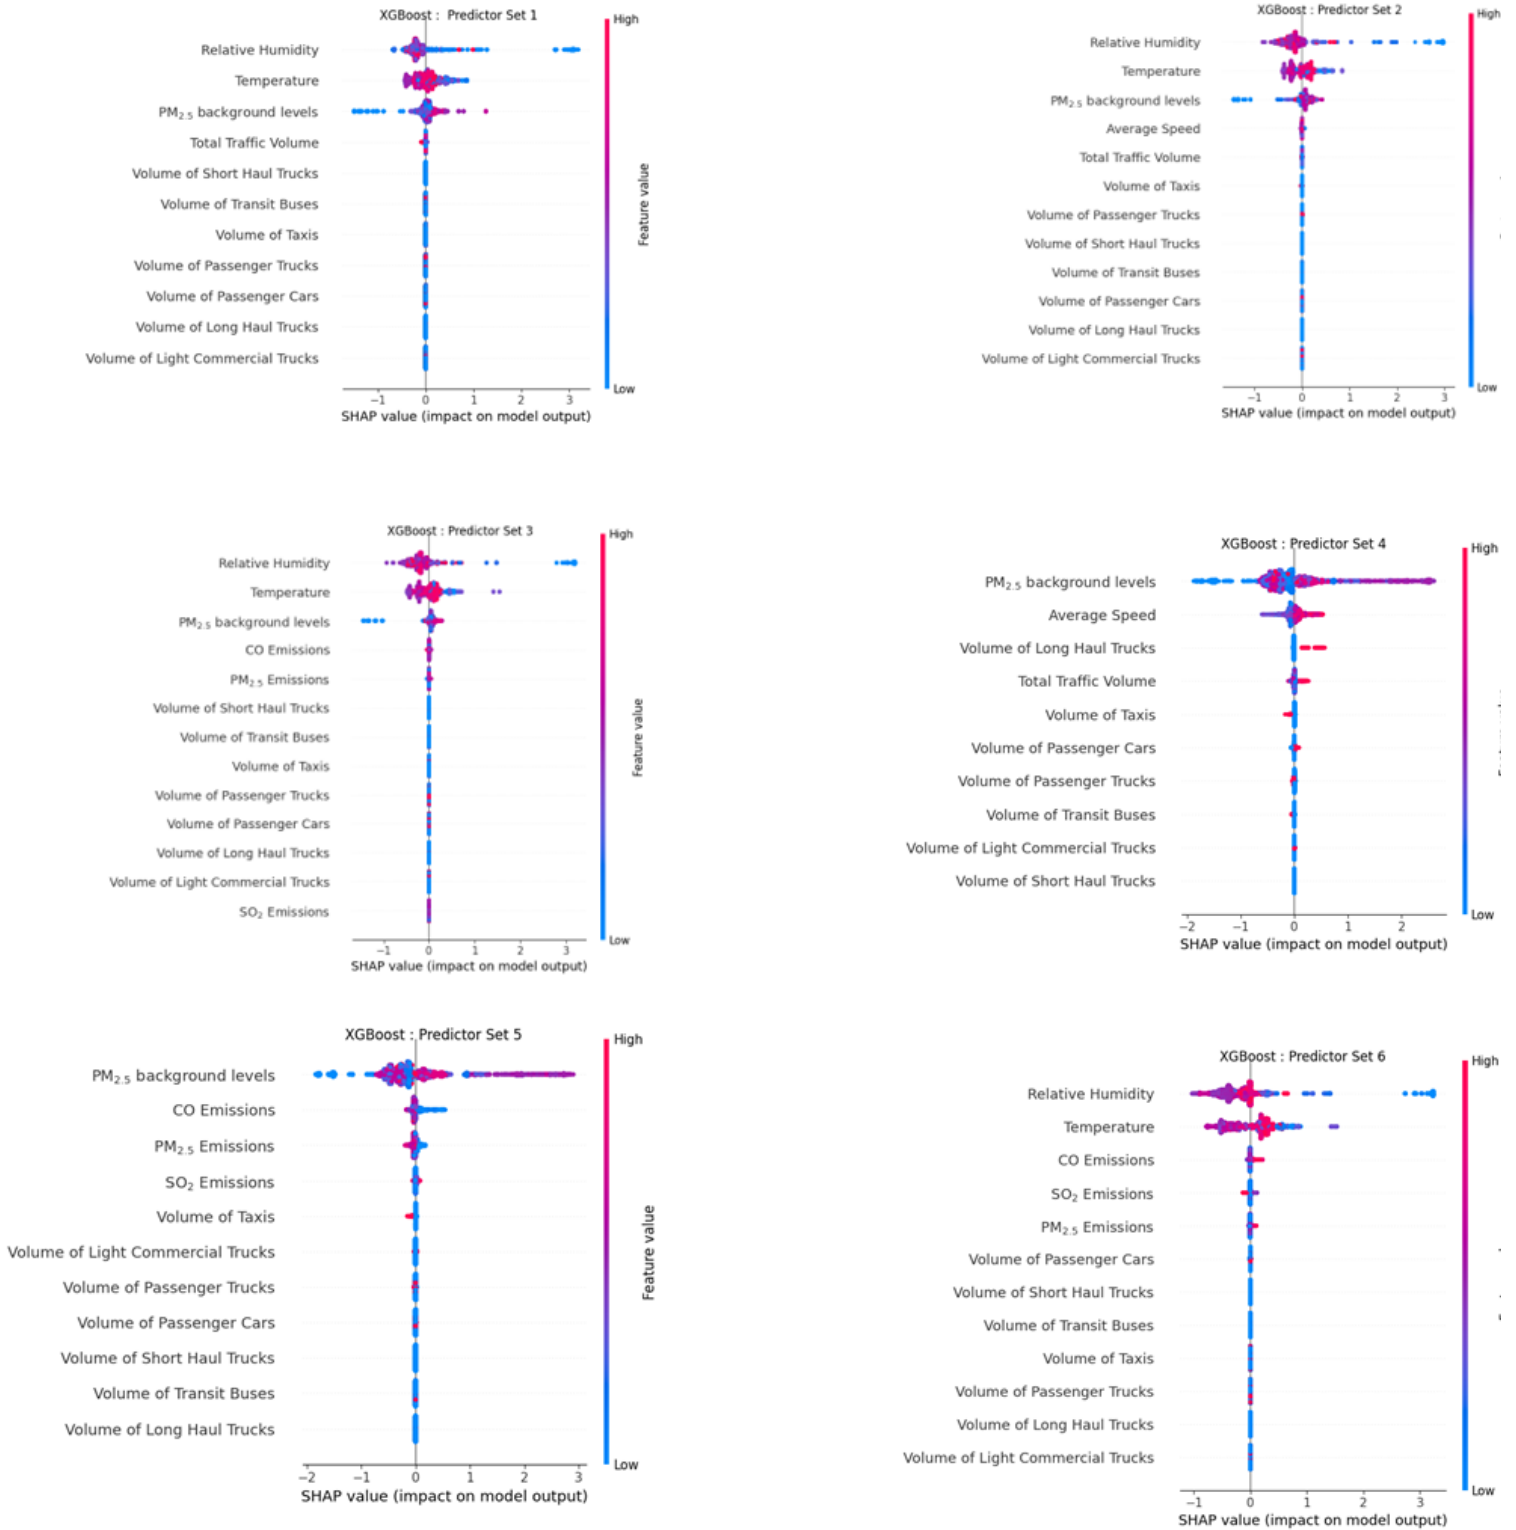 XGBoost : Predictor Set 1
High
Relative Humidity
Temperature
PM2.5 background levels
Total Traffic Volume
Volume of Short Haul Trucks
Volume of Transit Buses
Volume of Taxis
Volume of Passenger Trucks
Volume of Passenger Cars
Volume of Long Haul Trucks
Volume of Light Commercial Trucks
Feature value
Low
−1 0 1 2 3
SHAP value (impact on model output)
XGBoost : Predictor Set 2
High
Relative Humidity
Temperature
PM2.5 background levels
Average Speed
Total Traffic Volume
Volume of Taxis
Volume of Passenger Trucks
Volume of Short Haul Trucks
Volume of Transit Buses
Volume of Passenger Cars
Volume of Long Haul Trucks
Volume of Light Commercial Trucks
Low
−1 0 1 2 3
SHAP value (impact on model output)
XGBoost : Predictor Set 3
High
Relative Humidity
Temperature
PM2.5 background levels
CO Emissions
PM2.5 Emissions
Volume of Short Haul Trucks
Volume of Transit Buses
Volume of Taxis
Volume of Passenger Trucks
Volume of Passenger Cars
Volume of Long Haul Trucks
Volume of Light Commercial Trucks
SO2 Emissions
Feature value
Low
−1 0 1 2 3
SHAP value (impact on model output)
XGBoost : Predictor Set 4
High
PM2.5 background levels
Average Speed
Volume of Long Haul Trucks
Total Traffic Volume
Volume of Taxis
Volume of Passenger Cars
Volume of Passenger Trucks
Volume of Transit Buses
Volume of Light Commercial Trucks
Volume of Short Haul Trucks
Low
−2 −1 0 1 2
SHAP value (impact on model output)
XGBoost : Predictor Set 5
High
PM2.5 background levels
CO Emissions
PM2.5 Emissions
SO2 Emissions
Volume of Taxis
Volume of Light Commercial Trucks
Volume of Passenger Trucks
Volume of Passenger Cars
Volume of Short Haul Trucks
Volume of Transit Buses
Volume of Long Haul Trucks
Feature value
Low
−2 −1 0 1 2 3
SHAP value (impact on model output)
XGBoost : Predictor Set 6
High
Relative Humidity
Temperature
CO Emissions
SO2 Emissions
PM2.5 Emissions
Volume of Passenger Cars
Volume of Short Haul Trucks
Volume of Transit Buses
Volume of Taxis
Volume of Passenger Trucks
Volume of Long Haul Trucks
Volume of Light Commercial Trucks
Low
−1 0 1 2 3
SHAP value (impact on model output)